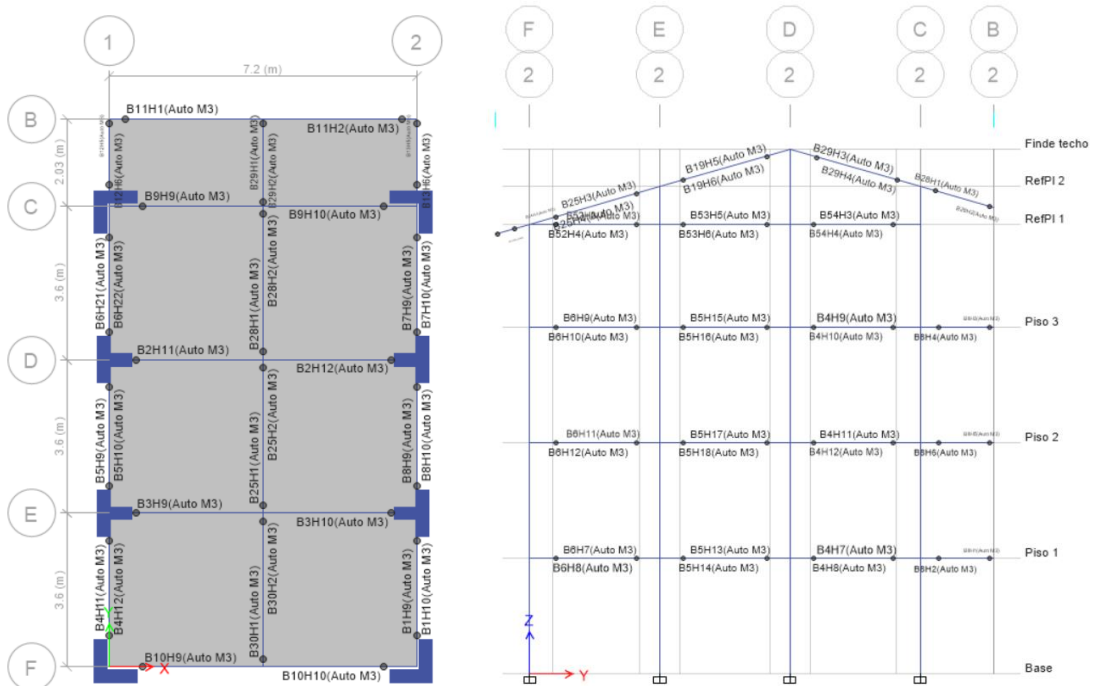 1
2
7.2 (m)
B
B11H1(Auto M3)
B11H2(Auto M3)
2.03 (m)
B29H1(Auto M3)
B29H2(Auto M3)
C
B9H9(Auto M3)
B9H10(Auto M3)
3.6 (m)
B6H21(Auto M3)
B6H22(Auto M3)
B28H1(Auto M3)
B28H2(Auto M3)
B7H9(Auto M3)
B7H10(Auto M3)
D
B2H11(Auto M3)
B2H12(Auto M3)
3.6 (m)
B5H9(Auto M3)
B5H10(Auto M3)
B25H1(Auto M3)
B25H2(Auto M3)
B8H9(Auto M3)
B8H10(Auto M3)
E
B3H9(Auto M3)
B3H10(Auto M3)
3.6 (m)
B4H11(Auto M3)
B4H12(Auto M3)
B30H1(Auto M3)
B30H2(Auto M3)
B1H9(Auto M3)
B1H10(Auto M3)
Y
F
B10H9(Auto M3)
X
B10H10(Auto M3)
F E D C B
2 2 2 2 2
Finde techo
B19H5(Auto M3)
B29H3(Auto M3)
B19H6(Auto M3)
B29H4(Auto M3)
B28H1(Auto M3)
RefPl 2
B25H3(Auto M3)
B25H4(Auto M3)
B53H5(Auto M3)
B54H3(Auto M3)
RefPl 1
B52H4(Auto M3)
B53H6(Auto M3)
B54H4(Auto M3)
B6H9(Auto M3)
B5H15(Auto M3)
B4H9(Auto M3)
Piso 3
B6H10(Auto M3)
B5H16(Auto M3)
B4H10(Auto M3)
B6H11(Auto M3)
B5H17(Auto M3)
B4H11(Auto M3)
Piso 2
B6H12(Auto M3)
B5H18(Auto M3)
B4H12(Auto M3)
B6H7(Auto M3)
B5H13(Auto M3)
B4H7(Auto M3)
Piso 1
B6H8(Auto M3)
B5H14(Auto M3)
B4H8(Auto M3)
Z
Y
Base